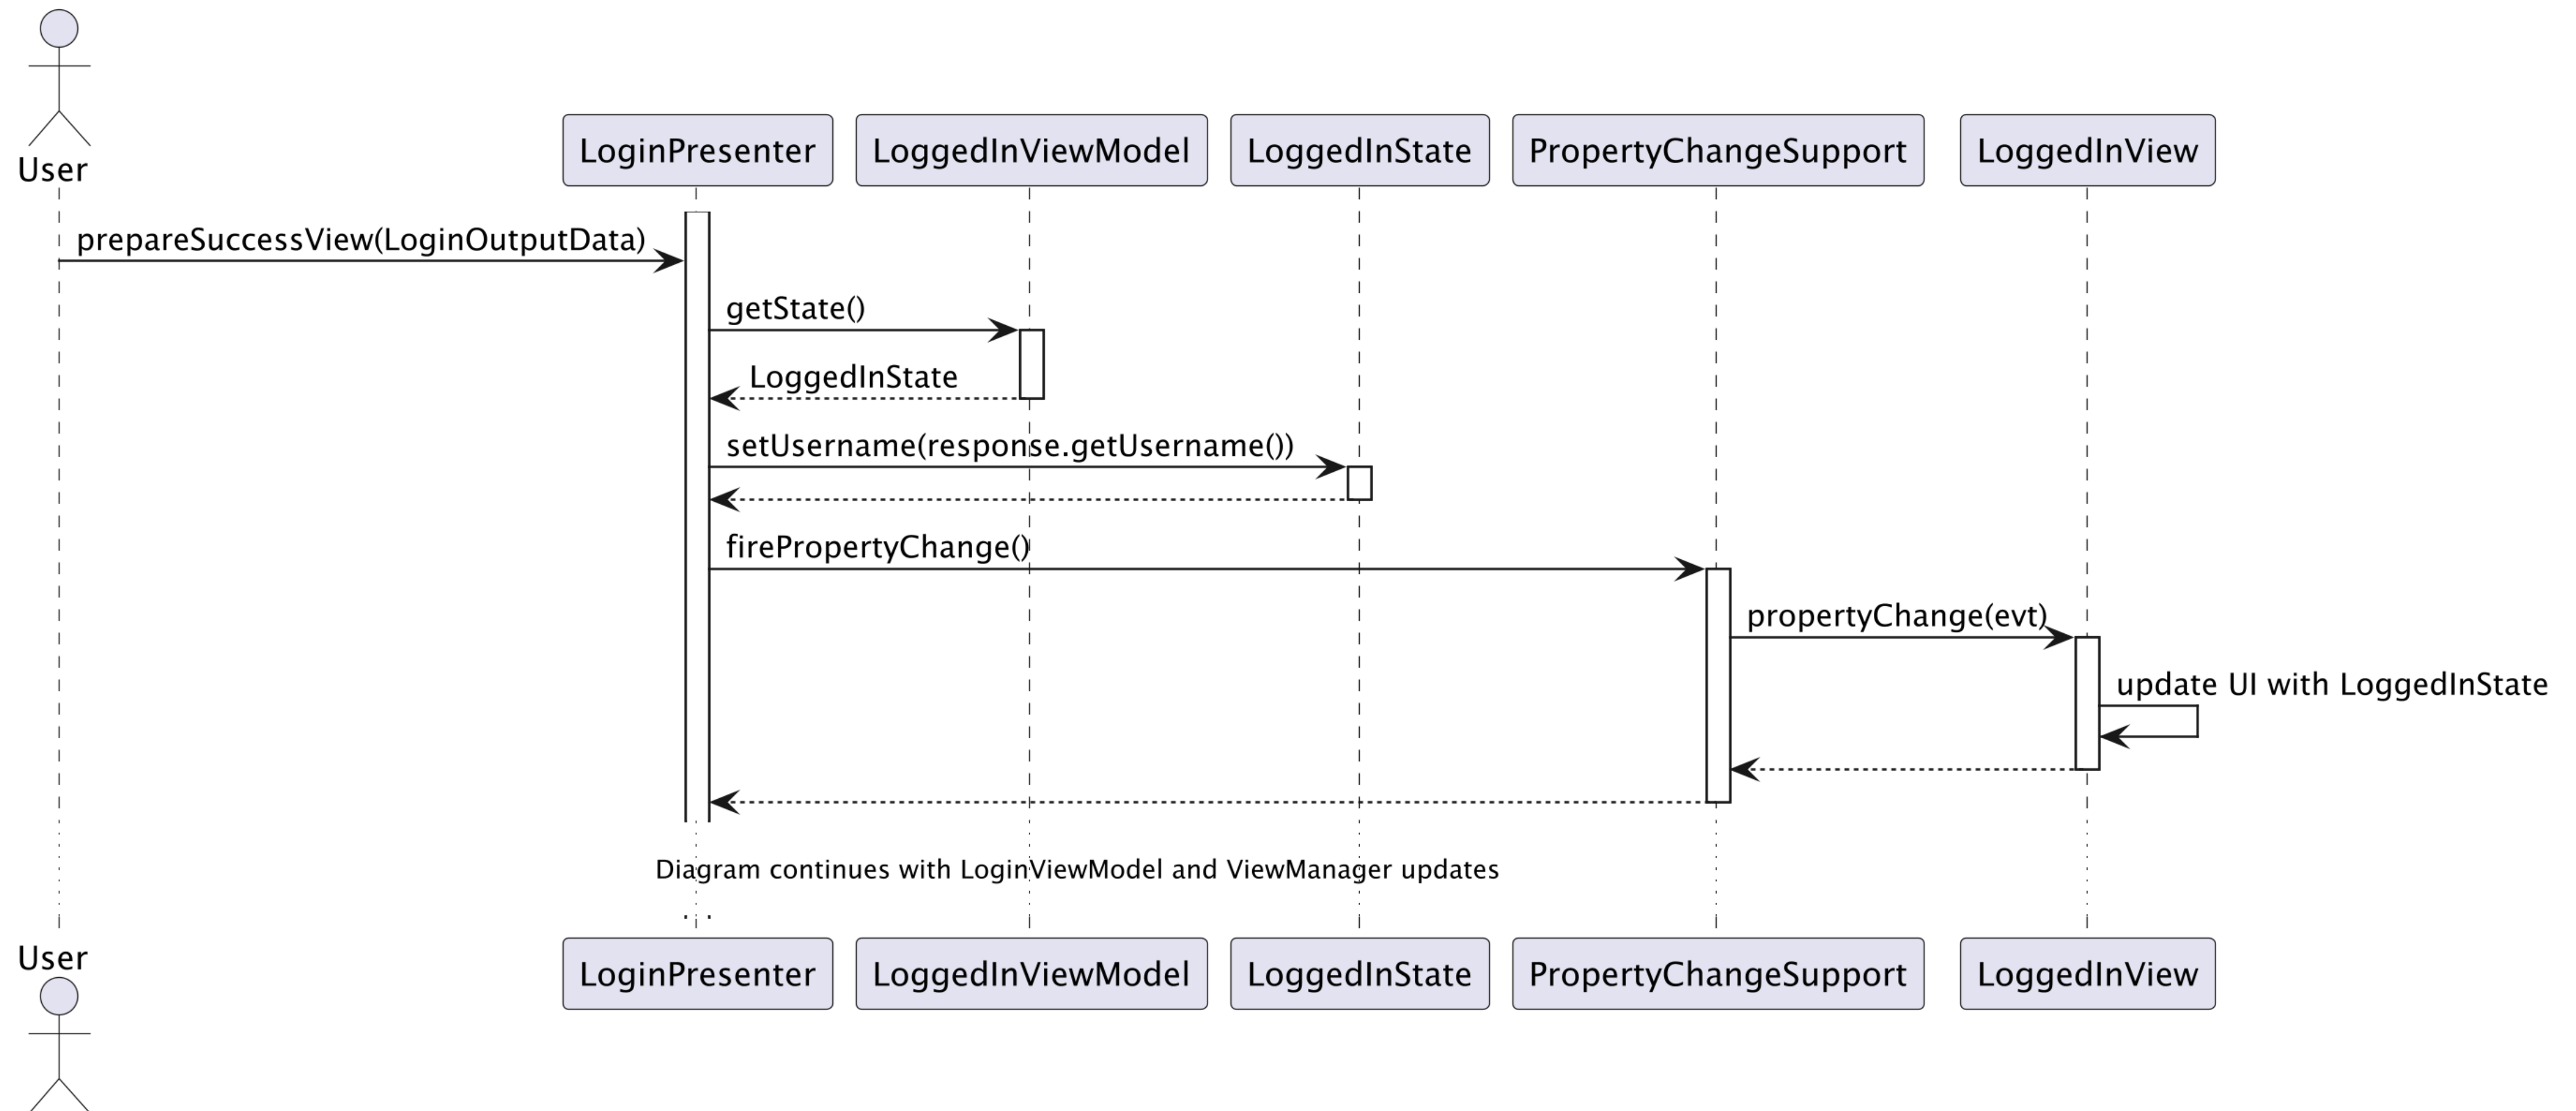 User
LoginPresenter
LoggedInViewModel
LoggedInState
PropertyChangeSupport
LoggedInView
prepareSuccessView(LoginOutputData)
getState()
LoggedInState
setUsername(response.getUsername())
firePropertyChange()
propertyChange(evt)
update UI with LoggedInState
Diagram continues with LoginViewModel and ViewManager updates
User
LoginPresenter
LoggedInViewModel
LoggedInState
PropertyChangeSupport
LoggedInView